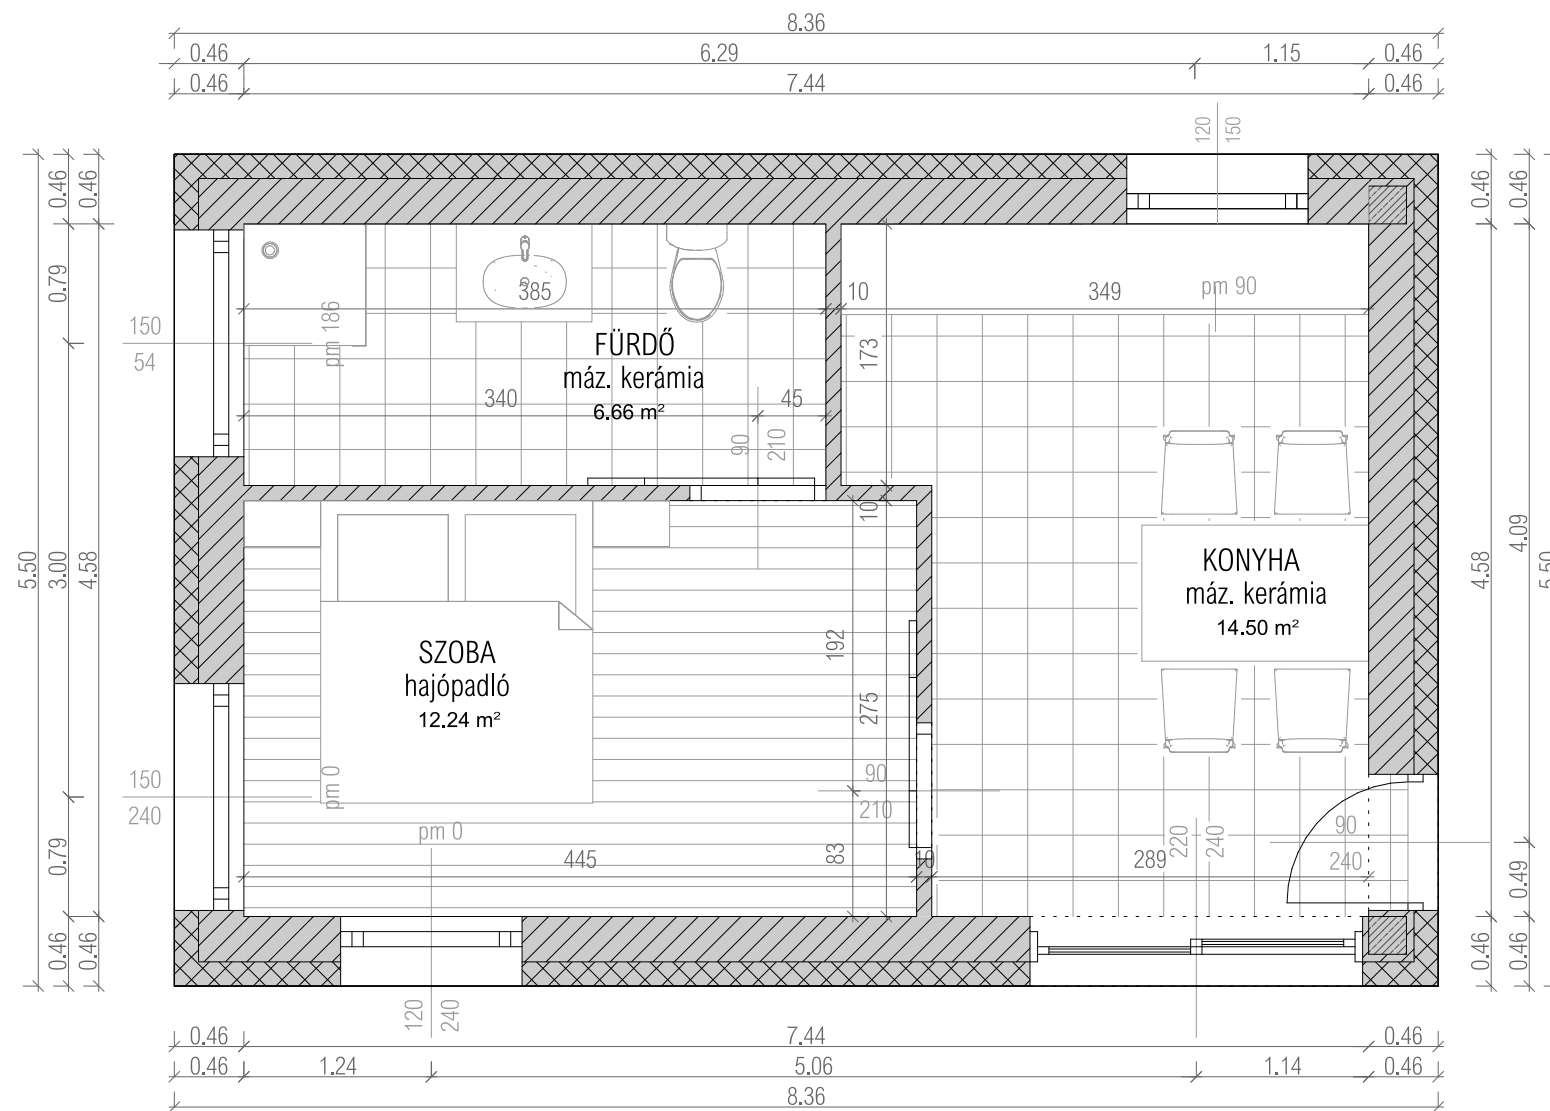 8.36
0.46 6.29 1.15 0.46
0.46 7.44 0.46
120 150
5.50
0.46 0.79 3.00 0.79 0.46
0.46 4.58 0.46
150
54
150
240
385 10 349 pm 90
pm 186
FÜRDŐ
máz. kerámia
6.66 m²
340 45
90 210
173
10
KONYHA
máz. kerámia
14.50 m²
SZOBA
hajópadló
12.24 m²
192
275
90
210
83
pm 0
pm 0
445 10 289
220 240
90
240
120 240
0.46 4.58 0.46
0.46 4.09 0.49 0.46
5.50
0.46 7.44 0.46
0.46 1.24 5.06 1.14 0.46
8.36